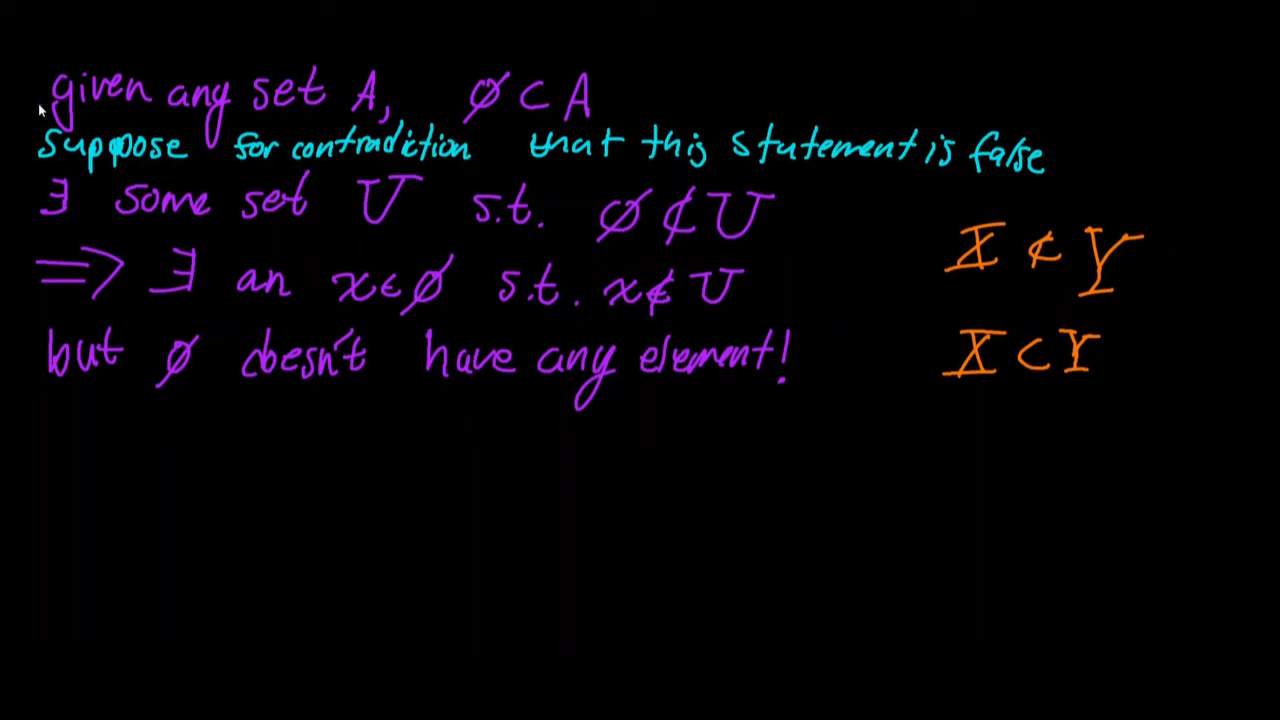 given any set A, ∅ ⊂ A
suppose for contradiction that this statement is false
∃ some set U s.t. ∅ ⊄ U
⟹ ∃ an x∈∅ s.t. x∉U
but ∅ doesn't have any element!
X ⊄ Y
X ⊂ Y